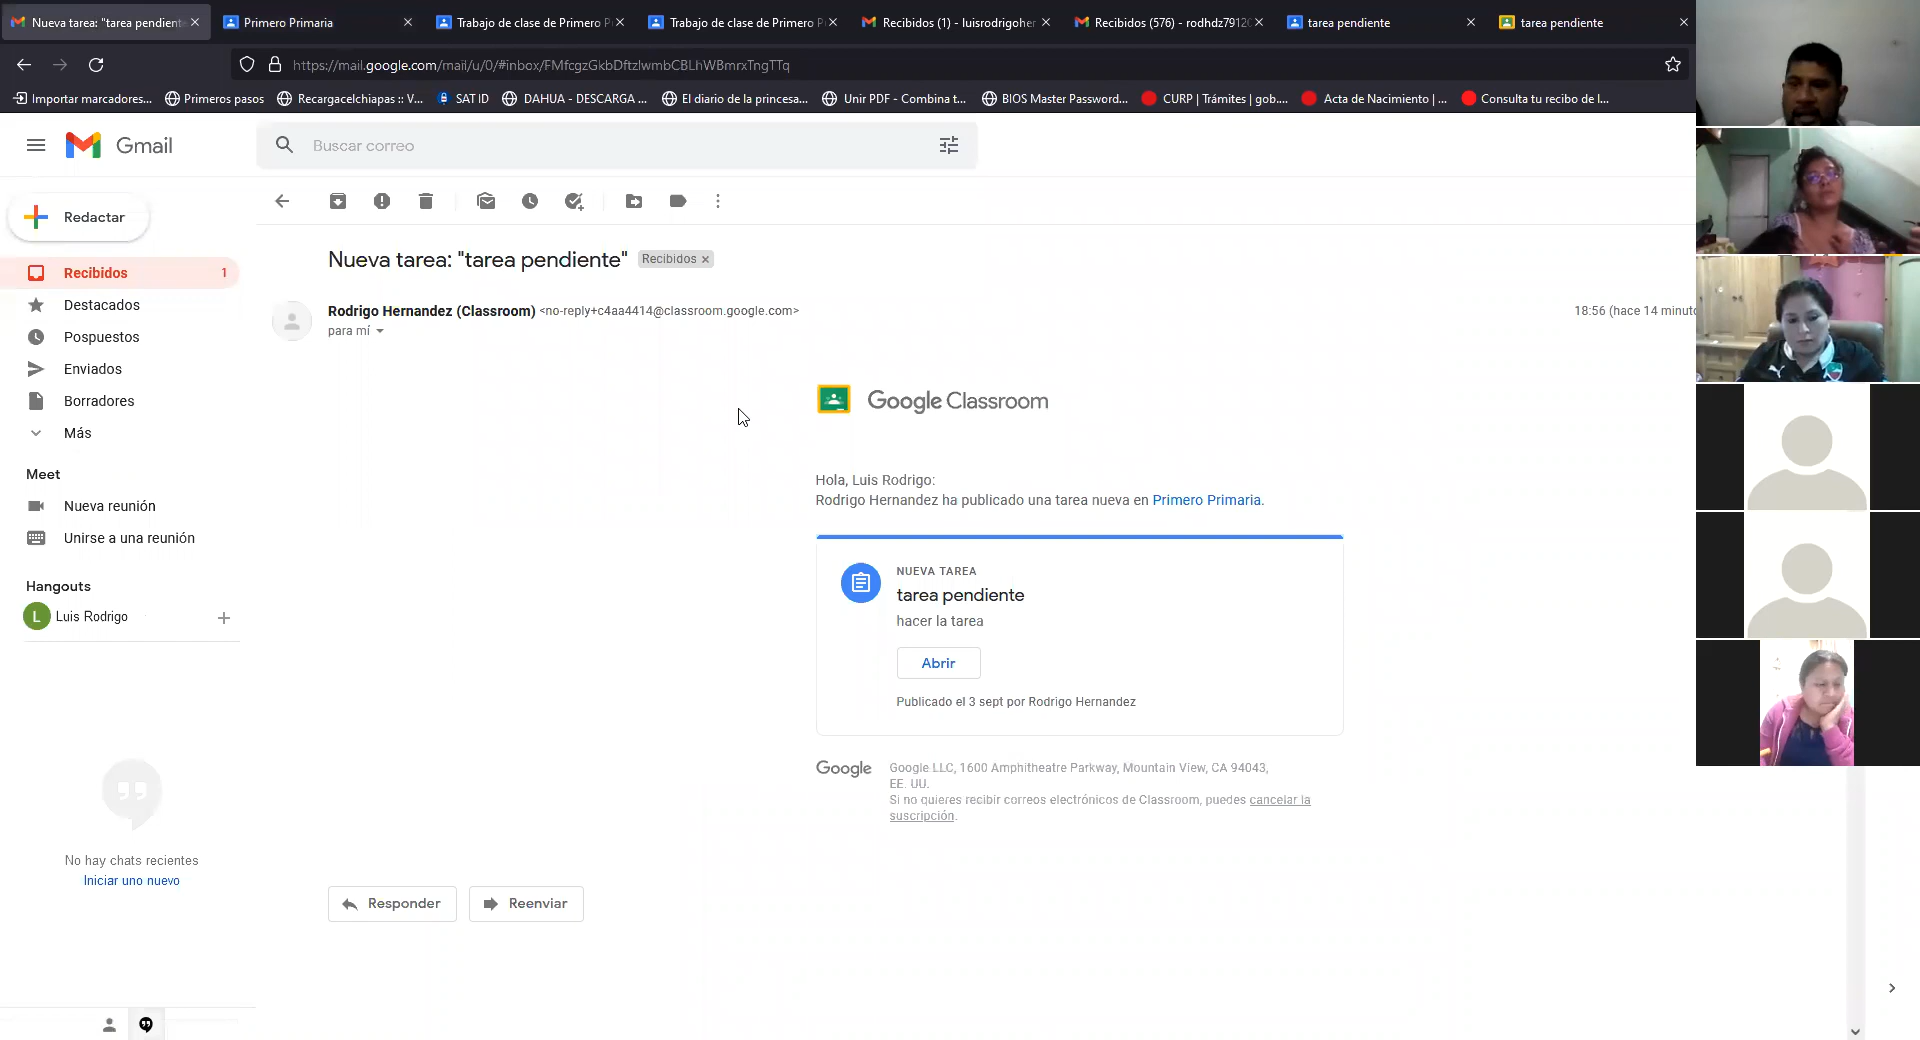 Nueva tarea: "tarea pendiente
Primero Primaria
Trabajo de clase de Primero P
Trabajo de clase de Primero P
Recibidos (1) - luisrodrigoher
Recibidos (576) - rodhdz7912
tarea pendiente
tarea pendiente
https://mail.google.com/mail/u/0/#inbox/FMfcgzGkbDftzlwmbCBLhWBmrxTngTTq
Importar marcadores...
Primeros pasos
Recargacelchiapas :: V...
SAT ID
DAHUA - DESCARGA ...
El diario de la princesa...
Unir PDF - Combina t...
BIOS Master Password...
CURP | Trámites | gob....
Acta de Nacimiento | ...
Consulta tu recibo de l...
Gmail
Buscar correo
Redactar
Recibidos 1
Destacados
Pospuestos
Enviados
Borradores
Más
Meet
Nueva reunión
Unirse a una reunión
Hangouts
L Luis Rodrigo
No hay chats recientes
Iniciar uno nuevo
Nueva tarea: "tarea pendiente" Recibidos
Rodrigo Hernandez (Classroom) <no-reply+c4aa4414@classroom.google.com> 18:56 (hace 14 minuto
para mí
Google Classroom
Hola, Luis Rodrigo:
Rodrigo Hernandez ha publicado una tarea nueva en Primero Primaria.
NUEVA TAREA
tarea pendiente
hacer la tarea
Abrir
Publicado el 3 sept por Rodrigo Hernandez
Google
Google LLC, 1600 Amphitheatre Parkway, Mountain View, CA 94043,
EE. UU.
Si no quieres recibir correos electrónicos de Classroom, puedes cancelar la
suscripción.
Responder
Reenviar